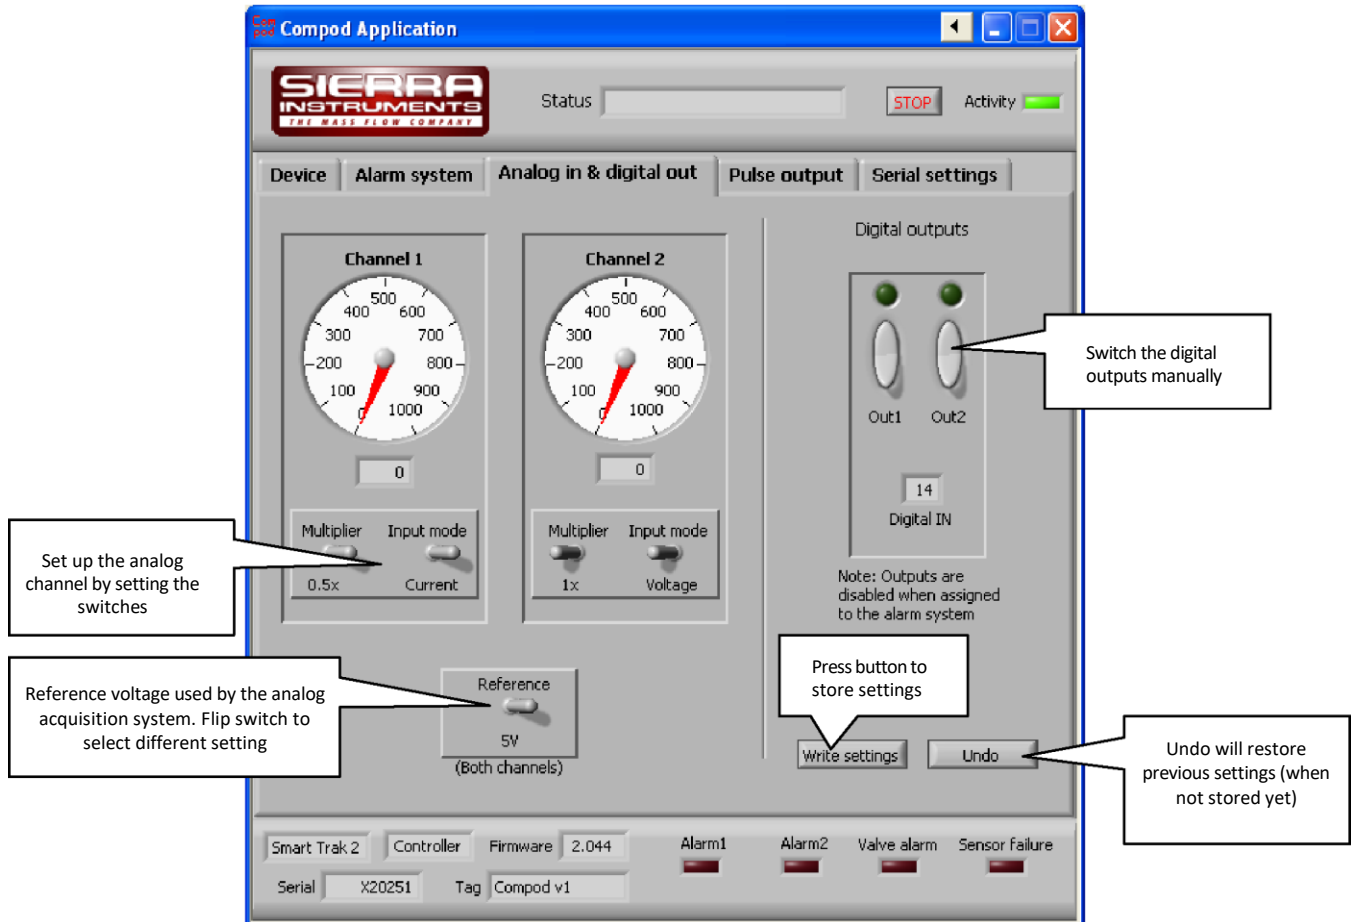 Compod Application
SIERRA
INSTRUMENTS
THE MASS FLOW COMPANY
Status
STOP
Activity
Device
Alarm system
Analog in & digital out
Pulse output
Serial settings
Channel 1
0
100
200
300
400
500
600
700
800
900
1000
0
Multiplier
Input mode
0.5x
Current
Channel 2
0
100
200
300
400
500
600
700
800
900
1000
0
Multiplier
Input mode
1x
Voltage
Reference
5V
(Both channels)
Digital outputs
Out1
Out2
14
Digital IN
Note: Outputs are
disabled when assigned
to the alarm system
Write settings
Undo
Switch the digital
outputs manually
Set up the analog
channel by setting the
switches
Reference voltage used by the analog
acquisition system. Flip switch to
select different setting
Press button to
store settings
Undo will restore
previous settings (when
not stored yet)
Smart Trak 2
Controller
Firmware
2.044
Serial
X20251
Tag
Compod v1
Alarm1
Alarm2
Valve alarm
Sensor failure